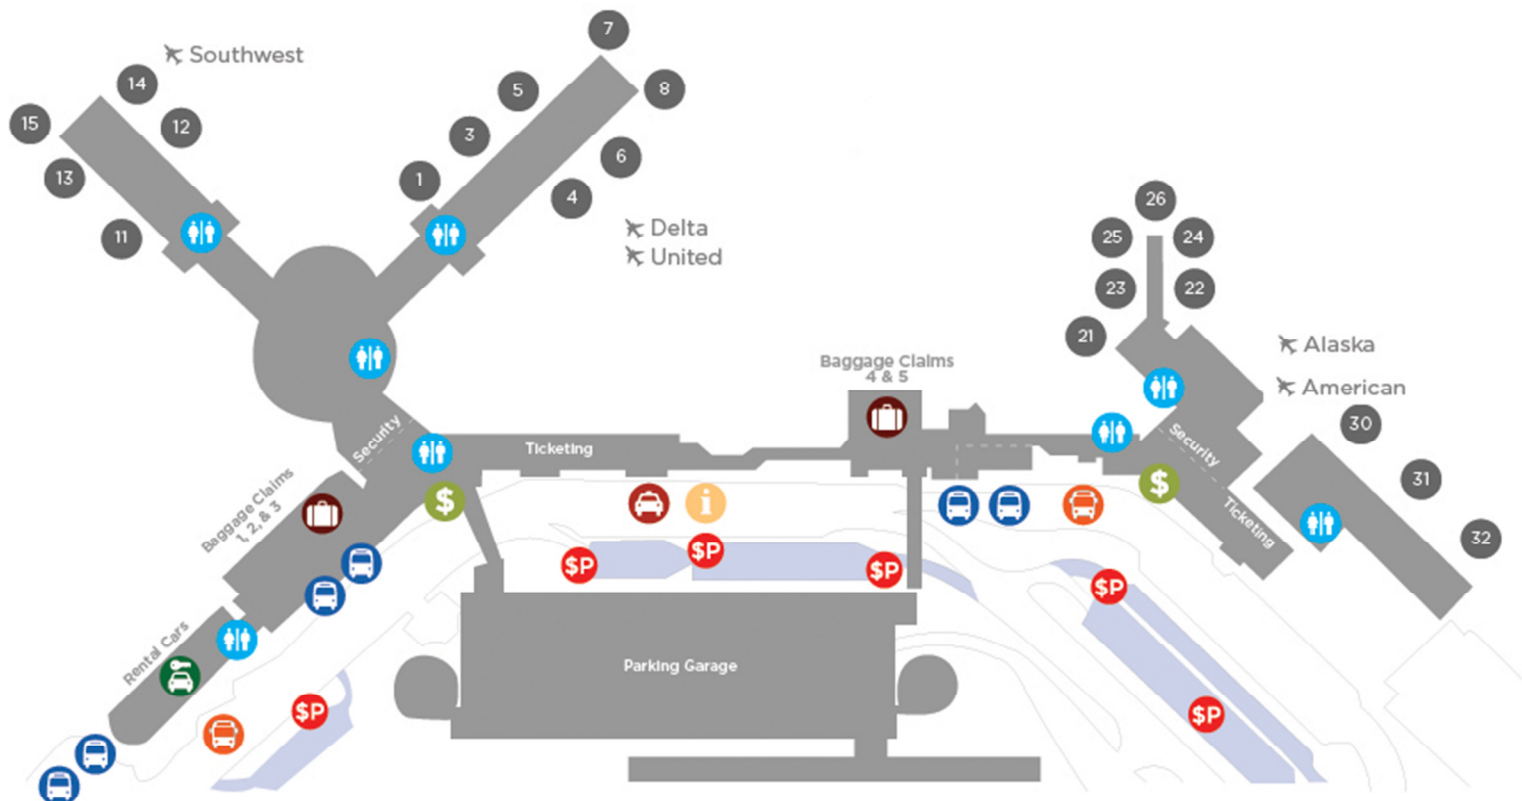 7
Southwest
14
5
8
15
12
3
6
13
1
4
11
Delta
United
26
25
24
23
22
21
Alaska
American
Baggage Claims
4 & 5
30
Security
Ticketing
Security
31
Baggage Claims
1, 2, & 3
$
$
Ticketing
i
32
$P
$P
$P
$P
Rental Cars
Parking Garage
$P
$P